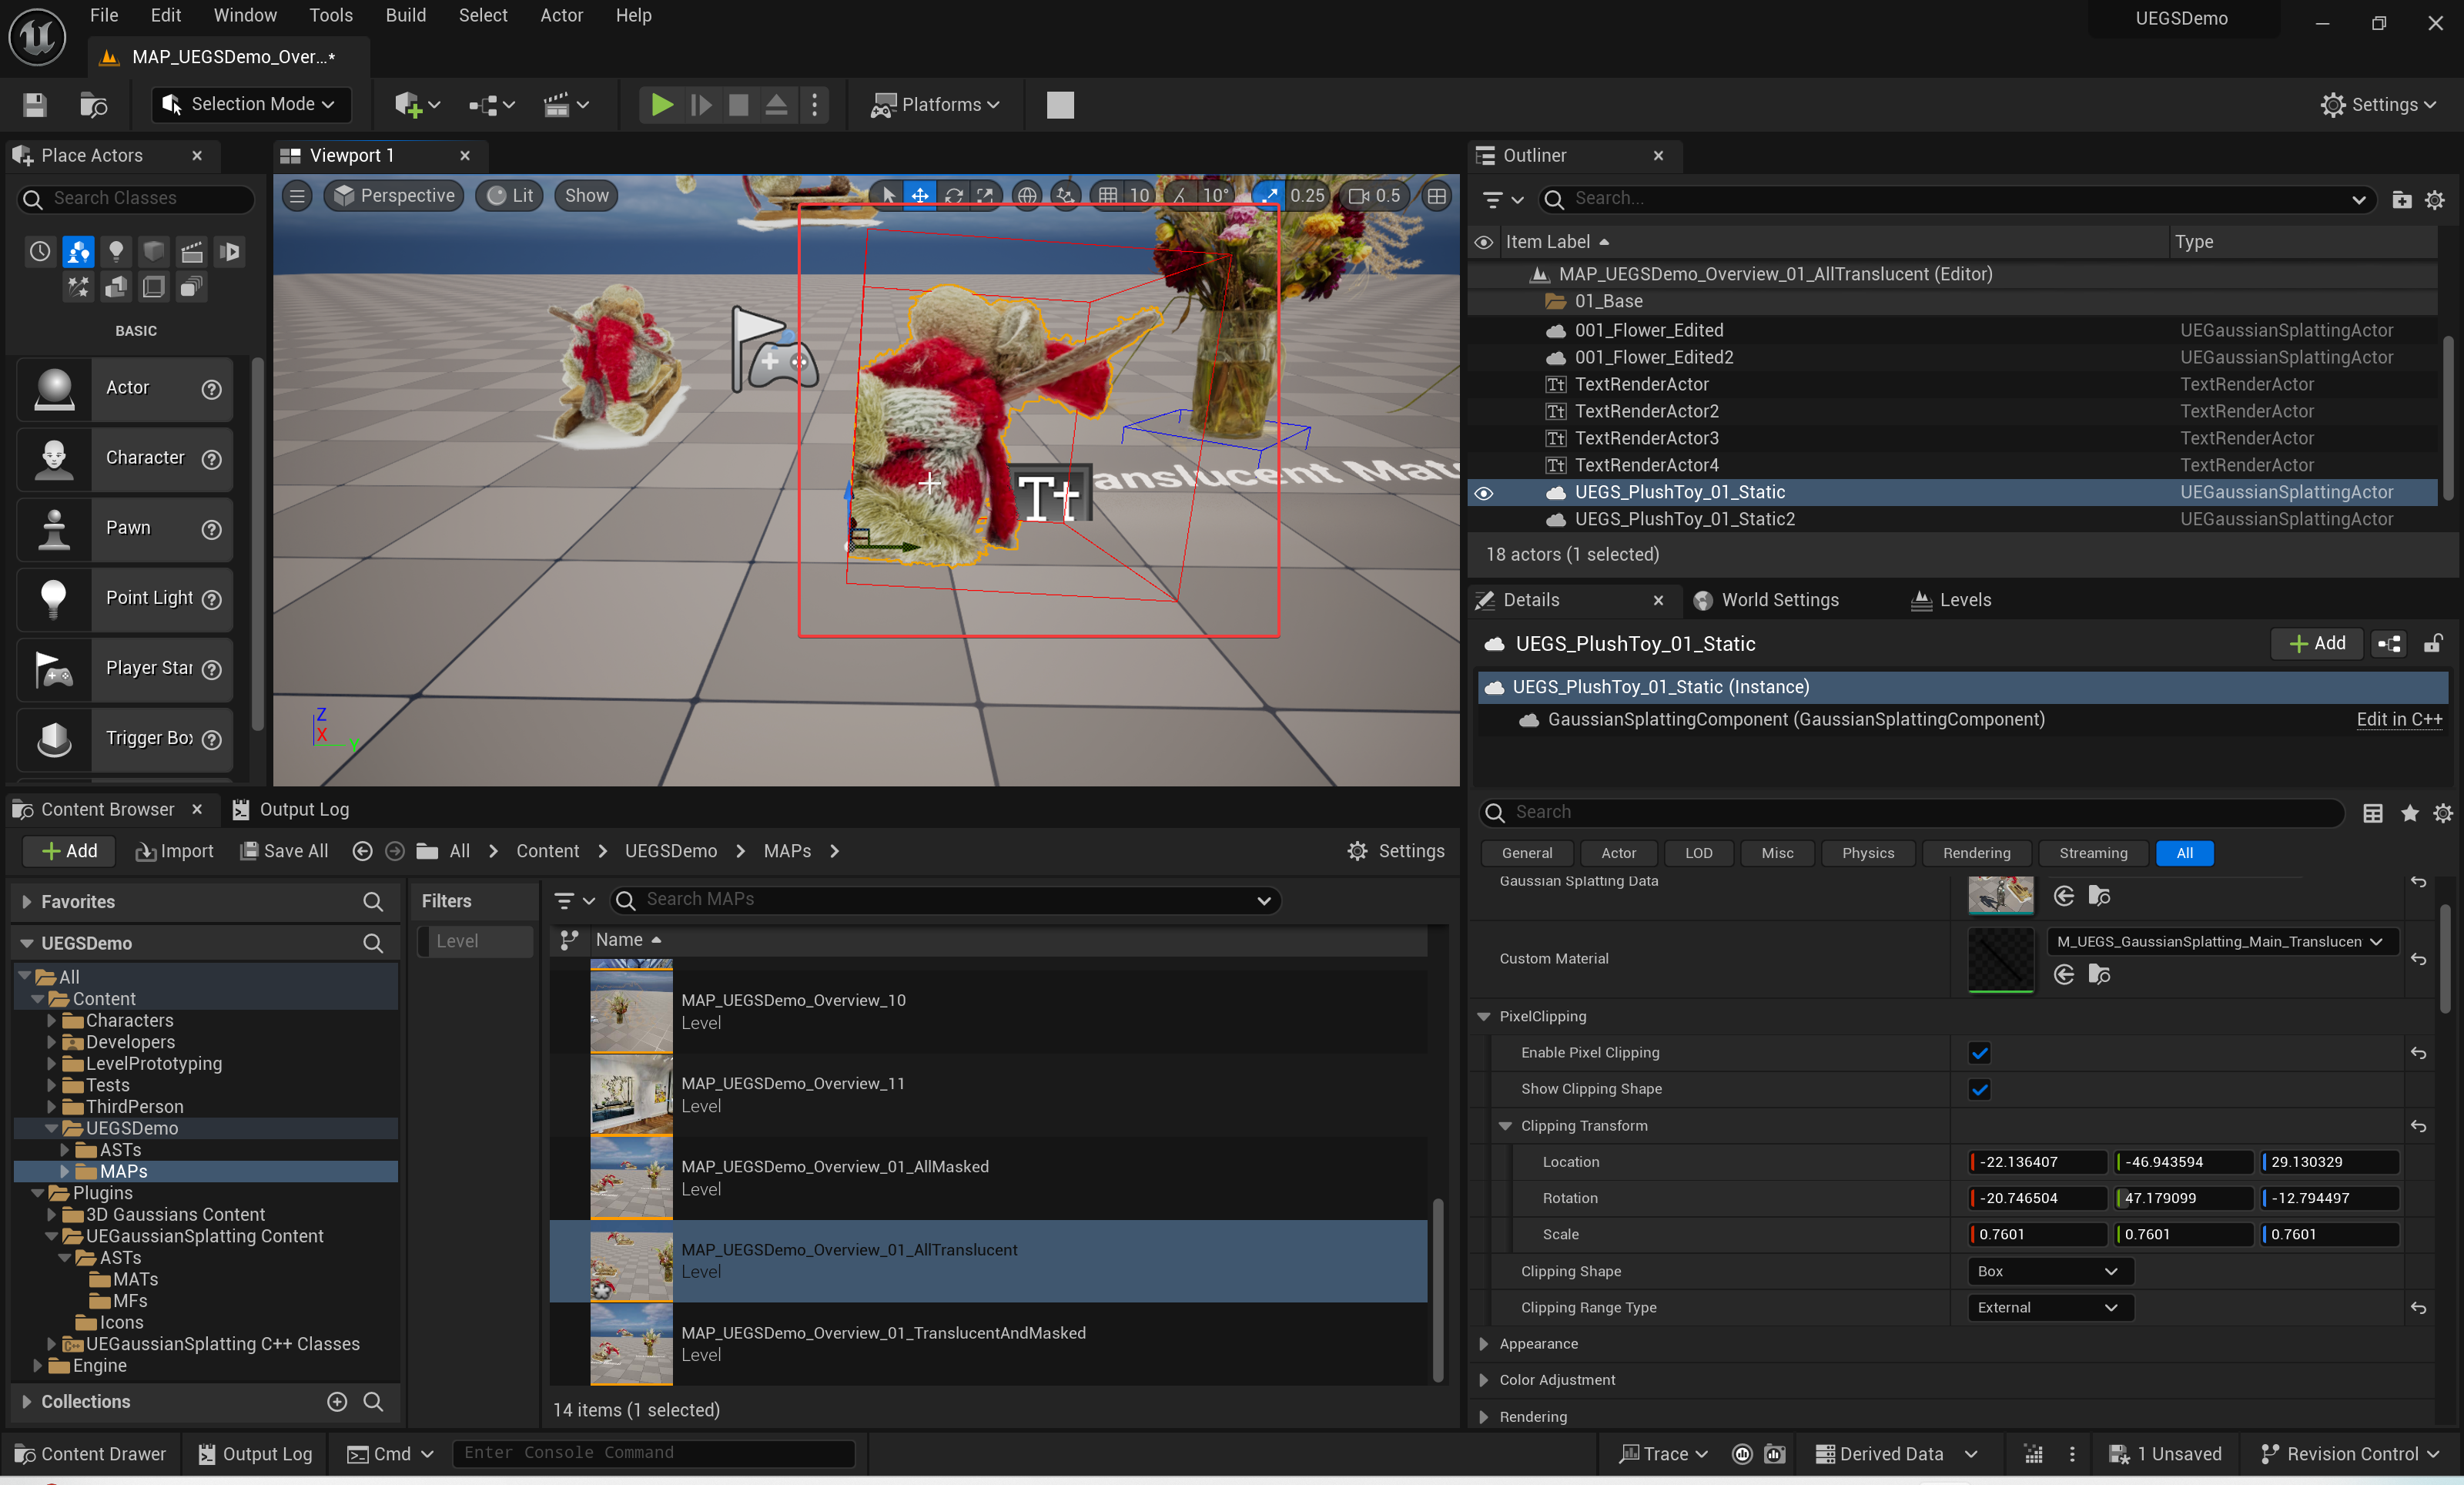 File Edit Window Tools Build Select Actor Help
UEGSDemo
MAP_UEGSDemo_Over...*
Selection Mode
Platforms
Settings
Place Actors
Search Classes
BASIC
Actor
Character
Pawn
Point Light
Player Star
Trigger Box
Viewport 1
Perspective Lit Show 10 10° 0.25 0.5
Tt
anslucent Mate
Z
X
Y
Outliner
Search...
Item Label Type
MAP_UEGSDemo_Overview_01_AllTranslucent (Editor)
01_Base
001_Flower_Edited UEGaussianSplattingActor
001_Flower_Edited2 UEGaussianSplattingActor
Tt TextRenderActor TextRenderActor
Tt TextRenderActor2 TextRenderActor
Tt TextRenderActor3 TextRenderActor
Tt TextRenderActor4 TextRenderActor
UEGS_PlushToy_01_Static UEGaussianSplattingActor
UEGS_PlushToy_01_Static2 UEGaussianSplattingActor
18 actors (1 selected)
Details World Settings Levels
UEGS_PlushToy_01_Static Add
UEGS_PlushToy_01_Static (Instance)
GaussianSplattingComponent (GaussianSplattingComponent) Edit in C++
Search
General Actor LOD Misc Physics Rendering Streaming All
Gaussian Splatting Data
Custom Material M_UEGS_GaussianSplatting_Main_Translucen
PixelClipping
Enable Pixel Clipping
Show Clipping Shape
Clipping Transform
Location -22.136407 -46.943594 29.130329
Rotation -20.746504 47.179099 -12.794497
Scale 0.7601 0.7601 0.7601
Clipping Shape Box
Clipping Range Type External
Appearance
Color Adjustment
Rendering
Content Browser Output Log
Add Import Save All All Content UEGSDemo MAPs Settings
Favorites
UEGSDemo
All
Content
Characters
Developers
LevelPrototyping
Tests
ThirdPerson
UEGSDemo
ASTs
MAPs
Plugins
3D Gaussians Content
UEGaussianSplatting Content
ASTs
MATs
MFs
Icons
C++ UEGaussianSplatting C++ Classes
Engine
Collections
Filters
Level
Search MAPs
Name
MAP_UEGSDemo_Overview_10
Level
MAP_UEGSDemo_Overview_11
Level
MAP_UEGSDemo_Overview_01_AllMasked
Level
MAP_UEGSDemo_Overview_01_AllTranslucent
Level
MAP_UEGSDemo_Overview_01_TranslucentAndMasked
Level
14 items (1 selected)
Content Drawer Output Log Cmd Enter Console Command Trace Derived Data 1 Unsaved Revision Control